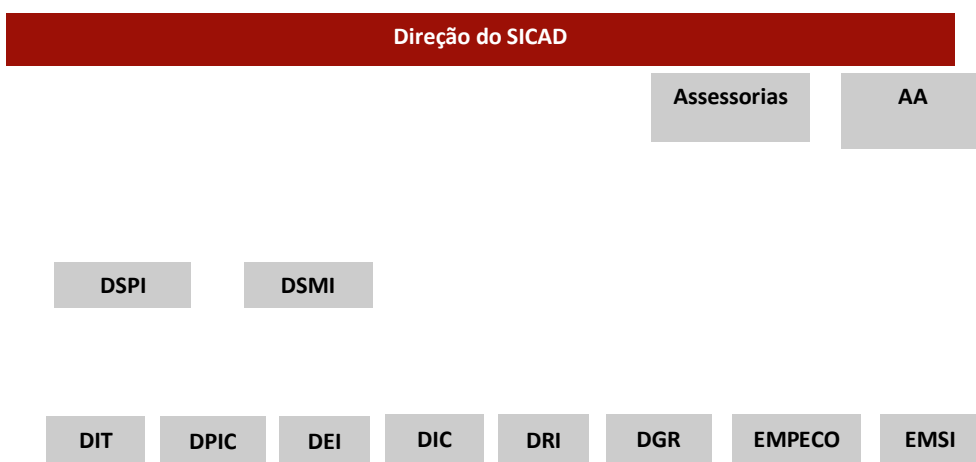 Direção do SICAD
Assessorias
AA
DSPI
DSMI
DIT
DPIC
DEI
DIC
DRI
DGR
EMPECO
EMSI